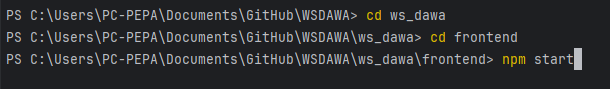 PS C:\Users\PC-PEPA\Documents\GitHub\WSDAWA> cd ws_dawa
PS C:\Users\PC-PEPA\Documents\GitHub\WSDAWA\ws_dawa> cd frontend
PS C:\Users\PC-PEPA\Documents\GitHub\WSDAWA\ws_dawa\frontend> npm start